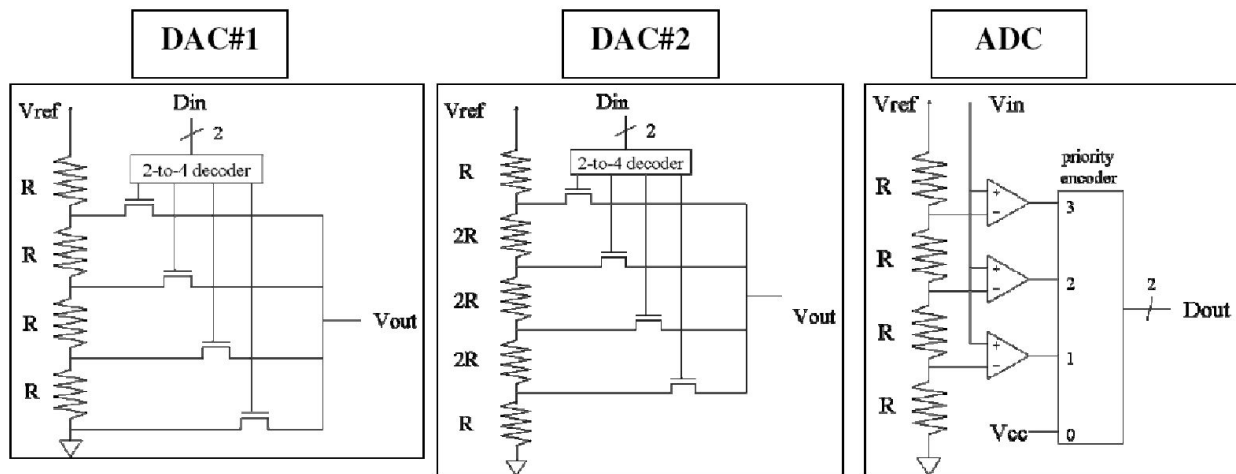 DAC#1
Vref
Din
2
2-to-4 decoder
R
R
R
R
Vout
DAC#2
Vref
Din
2
2-to-4 decoder
R
2R
2R
2R
R
Vout
ADC
Vref
Vin
priority
encoder
R
R
R
R
+
−
3
+
−
2
+
−
1
Vcc
0
2
Dout